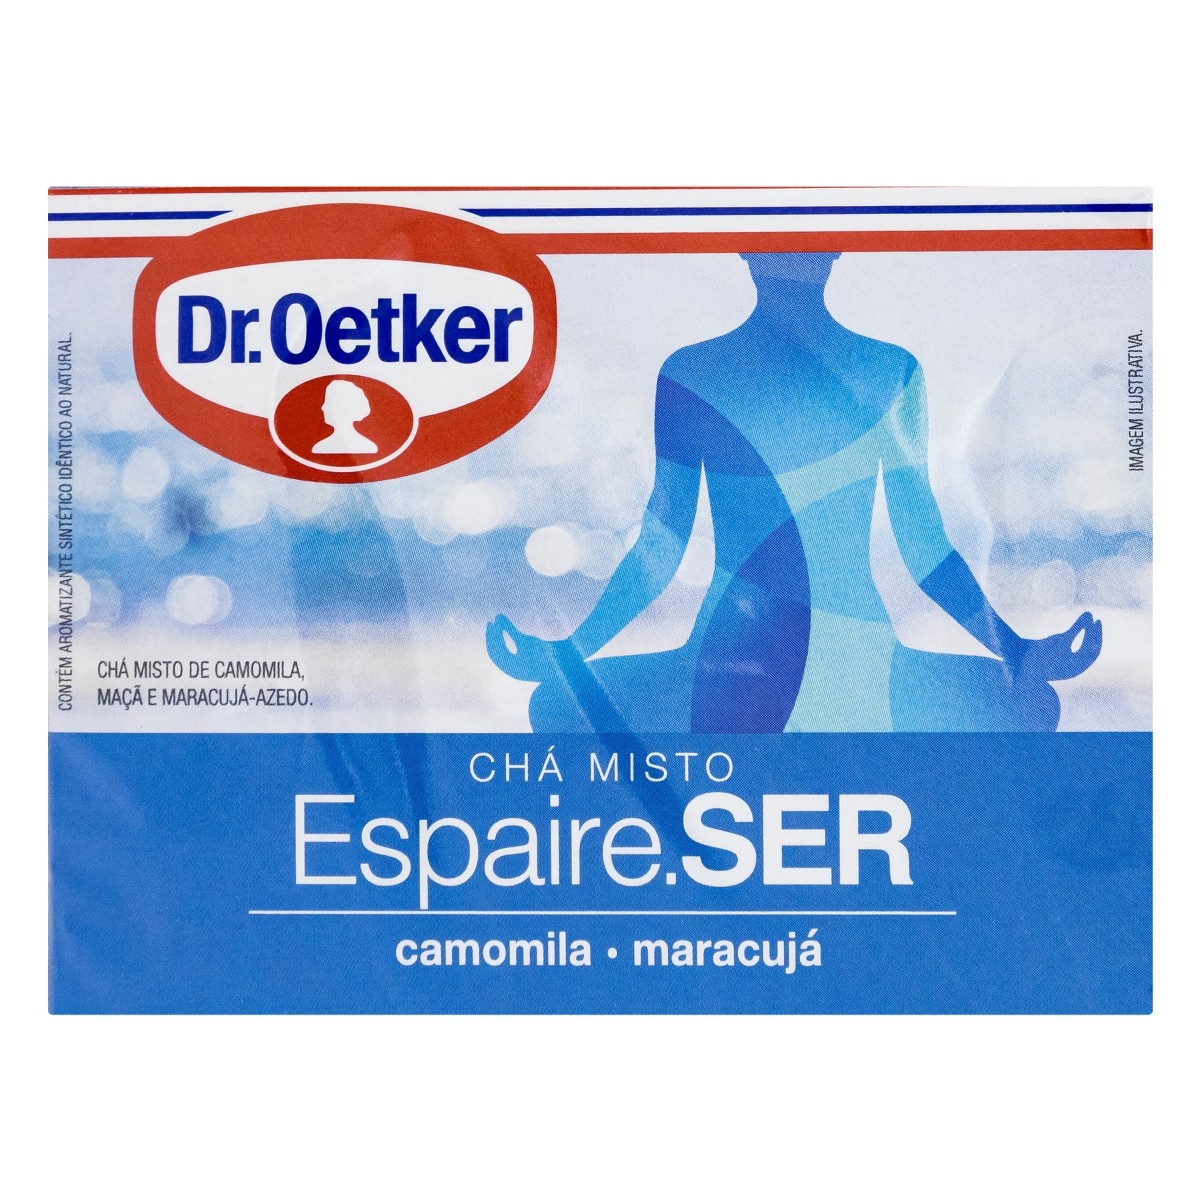 Dr.Oetker
CONTÉM AROMATIZANTE SINTÉTICO IDÊNTICO AO NATURAL.
IMAGEM ILUSTRATIVA.
CHÁ MISTO DE CAMOMILA,
MAÇÃ E MARACUJÁ-AZEDO.
CHÁ MISTO
Espaire.SER
camomila • maracujá